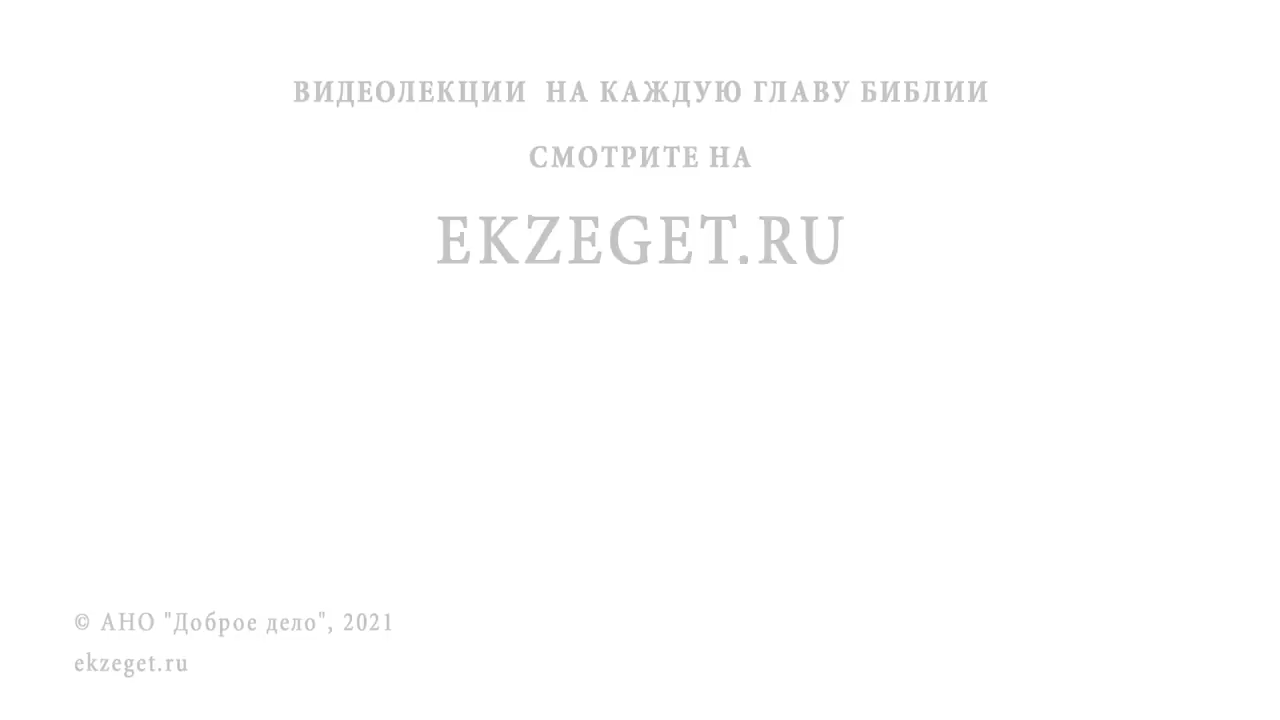 ВИДЕОЛЕКЦИИ НА КАЖДУЮ ГЛАВУ БИБЛИИ
СМОТРИТЕ НА
EKZEGET.RU
© АНО "Доброе дело", 2021
ekzeget.ru